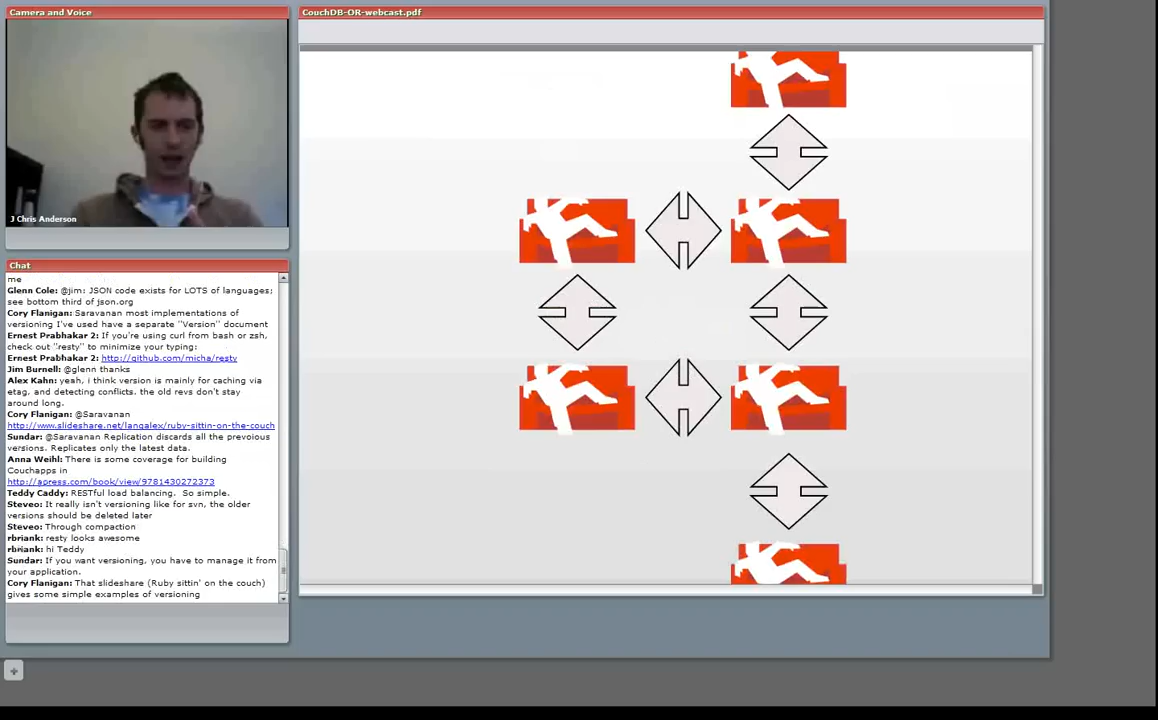 Camera and Voice
J Chris Anderson
Chat
me
Glenn Cole: @jim: JSON code exists for LOTS of languages;
see bottom third of json.org
Cory Flanigan: Saravanan most implementations of
versioning I've used have a separate "Version" document
Ernest Prabhakar 2: If you're using curl from bash or zsh,
check out "resty" to minimize your typing:
Ernest Prabhakar 2: http://github.com/micha/resty
Jim Burnell: @glenn thanks
Alex Kahn: yeah, i think version is mainly for caching via
etag, and detecting conflicts. the old revs don't stay
around long.
Cory Flanigan: @Saravanan
http://www.slideshare.net/langalex/ruby-sittin-on-the-couch
Sundar: @Saravanan Replication discards all the prevoious
versions. Replicates only the latest data.
Anna Weihl: There is some coverage for building
Couchapps in
http://apress.com/book/view/9781430272373
Teddy Caddy: RESTful load balancing.  So simple.
Steveo: It really isn't versioning like for svn, the older
versions should be deleted later
Steveo: Through compaction
rbriank: resty looks awesome
rbriank: hi Teddy
Sundar: If you want versioning, you have to manage it from
your application.
Cory Flanigan: That slideshare (Ruby sittin' on the couch)
gives some simple examples of versioning
CouchDB-OR-webcast.pdf